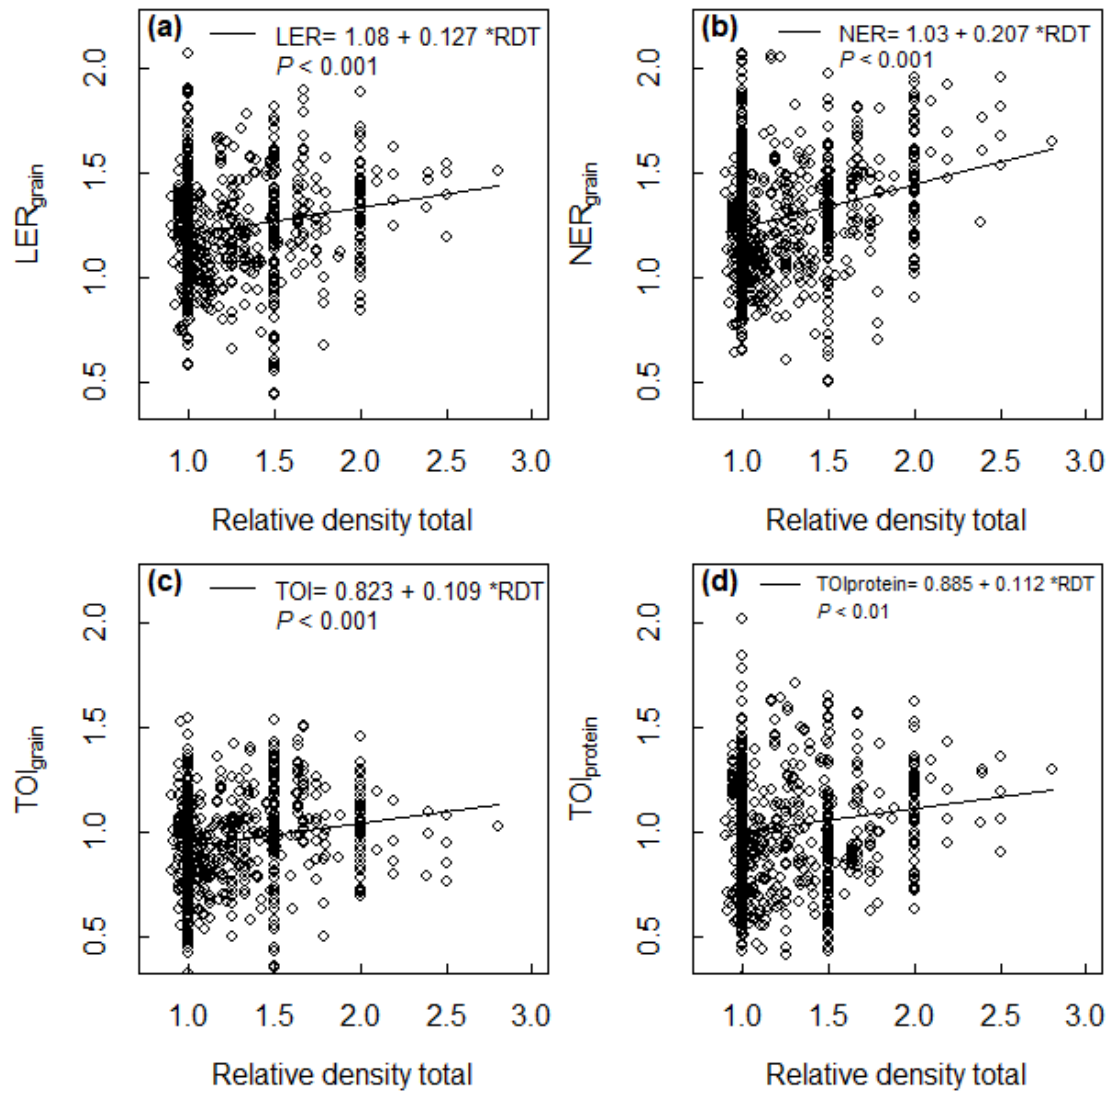 (a)
LER= 1.08 + 0.127 *RDT
P < 0.001
LERgrain
2.0
1.5
1.0
0.5
1.0 1.5 2.0 2.5 3.0
Relative density total
(b)
NER= 1.03 + 0.207 *RDT
P < 0.001
NERgrain
2.0
1.5
1.0
0.5
1.0 1.5 2.0 2.5 3.0
Relative density total
(c)
TOI= 0.823 + 0.109 *RDT
P < 0.001
TOIgrain
2.0
1.5
1.0
0.5
1.0 1.5 2.0 2.5 3.0
Relative density total
(d)
TOIprotein= 0.885 + 0.112 *RDT
P < 0.01
TOIprotein
2.0
1.5
1.0
0.5
1.0 1.5 2.0 2.5 3.0
Relative density total